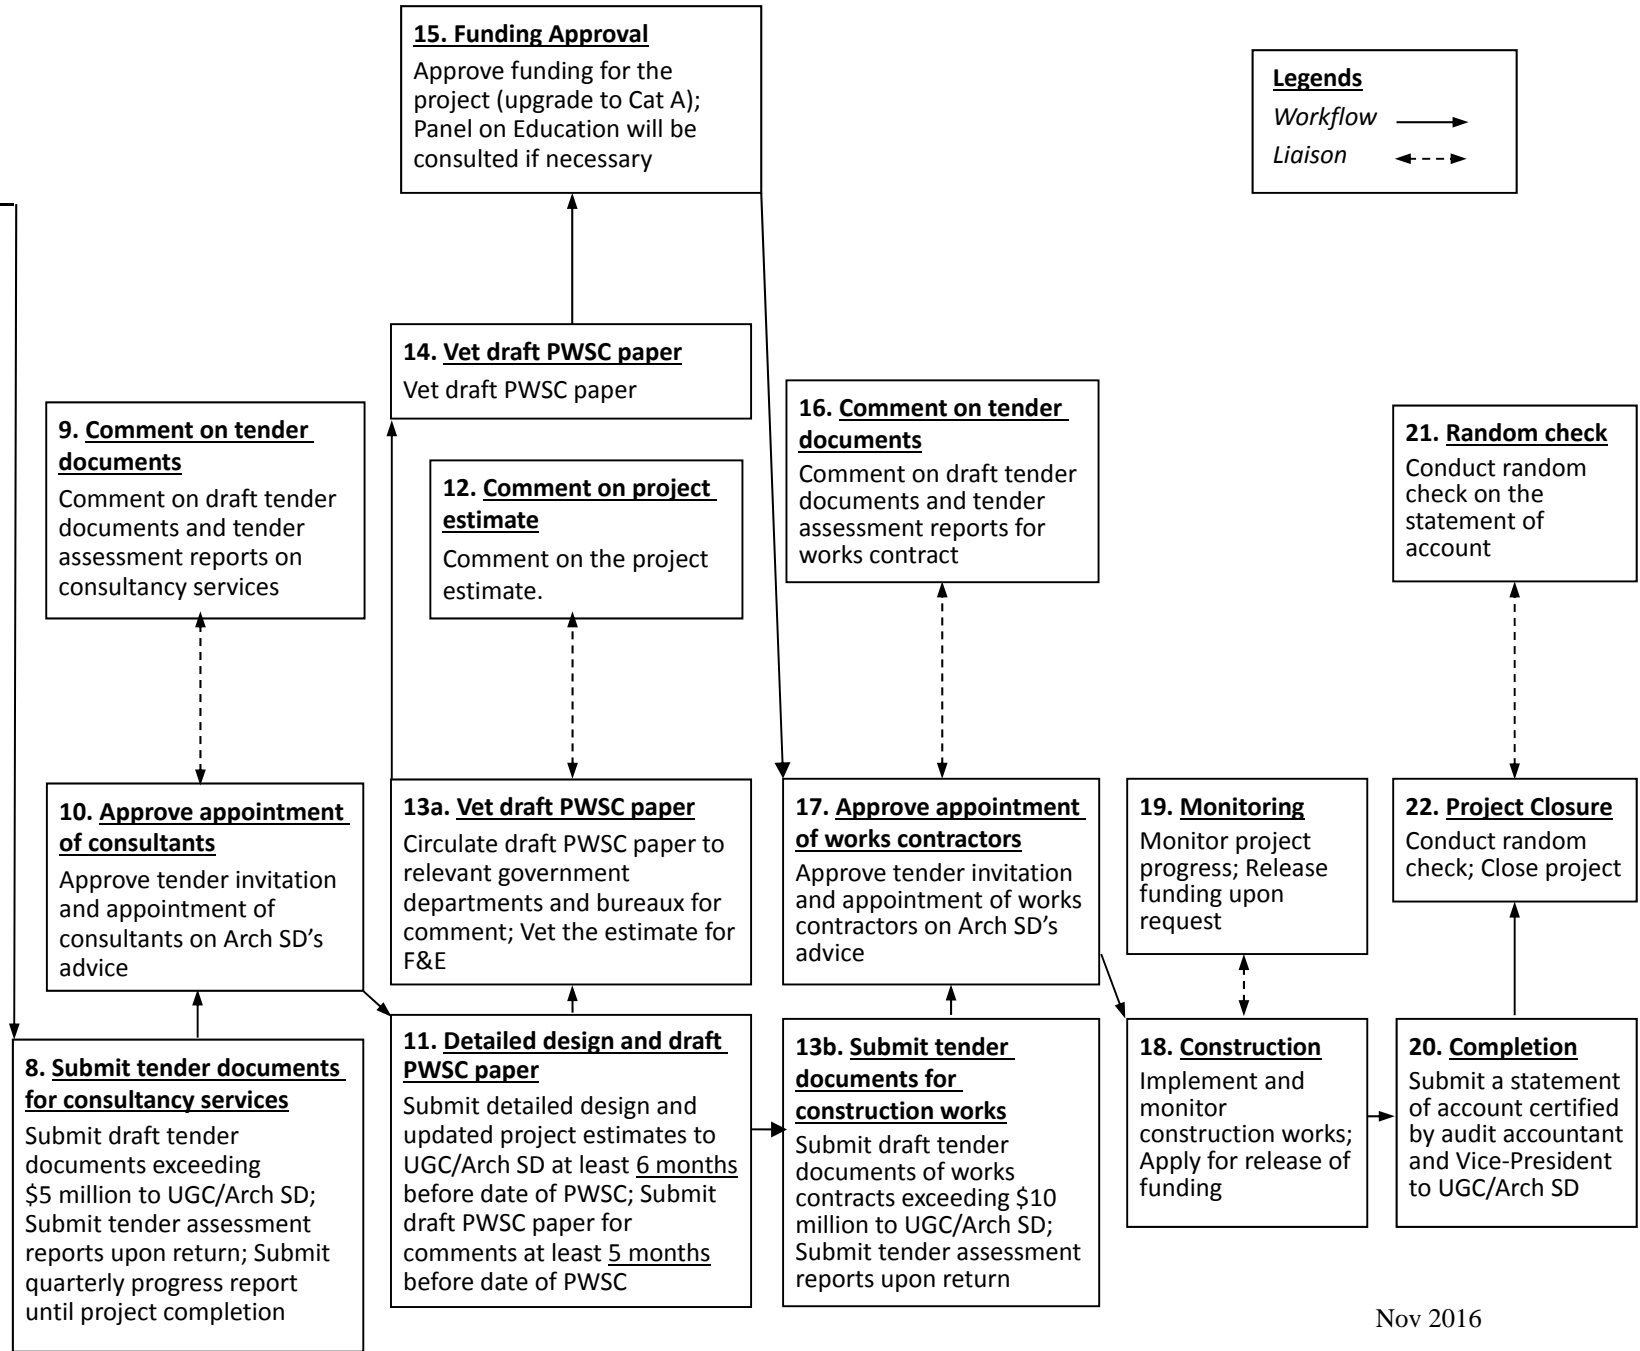 15. Funding Approval
Approve funding for the
project (upgrade to Cat A);
Panel on Education will be
consulted if necessary
Legends
Workflow
Liaison
14. Vet draft PWSC paper
Vet draft PWSC paper
9. Comment on tender
documents
Comment on draft tender
documents and tender
assessment reports on
consultancy services
12. Comment on project
estimate
Comment on the project
estimate.
16. Comment on tender
documents
Comment on draft tender
documents and tender
assessment reports for
works contract
21. Random check
Conduct random
check on the
statement of
account
10. Approve appointment
of consultants
Approve tender invitation
and appointment of
consultants on Arch SD's
advice
13a. Vet draft PWSC paper
Circulate draft PWSC paper to
relevant government
departments and bureaux for
comment; Vet the estimate for
F&E
17. Approve appointment
of works contractors
Approve tender invitation
and appointment of works
contractors on Arch SD's
advice
19. Monitoring
Monitor project
progress; Release
funding upon
request
22. Project Closure
Conduct random
check; Close project
8. Submit tender documents
for consultancy services
Submit draft tender
documents exceeding
$5 million to UGC/Arch SD;
Submit tender assessment
reports upon return; Submit
quarterly progress report
until project completion
11. Detailed design and draft
PWSC paper
Submit detailed design and
updated project estimates to
UGC/Arch SD at least 6 months
before date of PWSC; Submit
draft PWSC paper for
comments at least 5 months
before date of PWSC
13b. Submit tender
documents for
construction works
Submit draft tender
documents of works
contracts exceeding $10
million to UGC/Arch SD;
Submit tender assessment
reports upon return
18. Construction
Implement and
monitor
construction works;
Apply for release of
funding
20. Completion
Submit a statement
of account certified
by audit accountant
and Vice-President
to UGC/Arch SD
Nov 2016